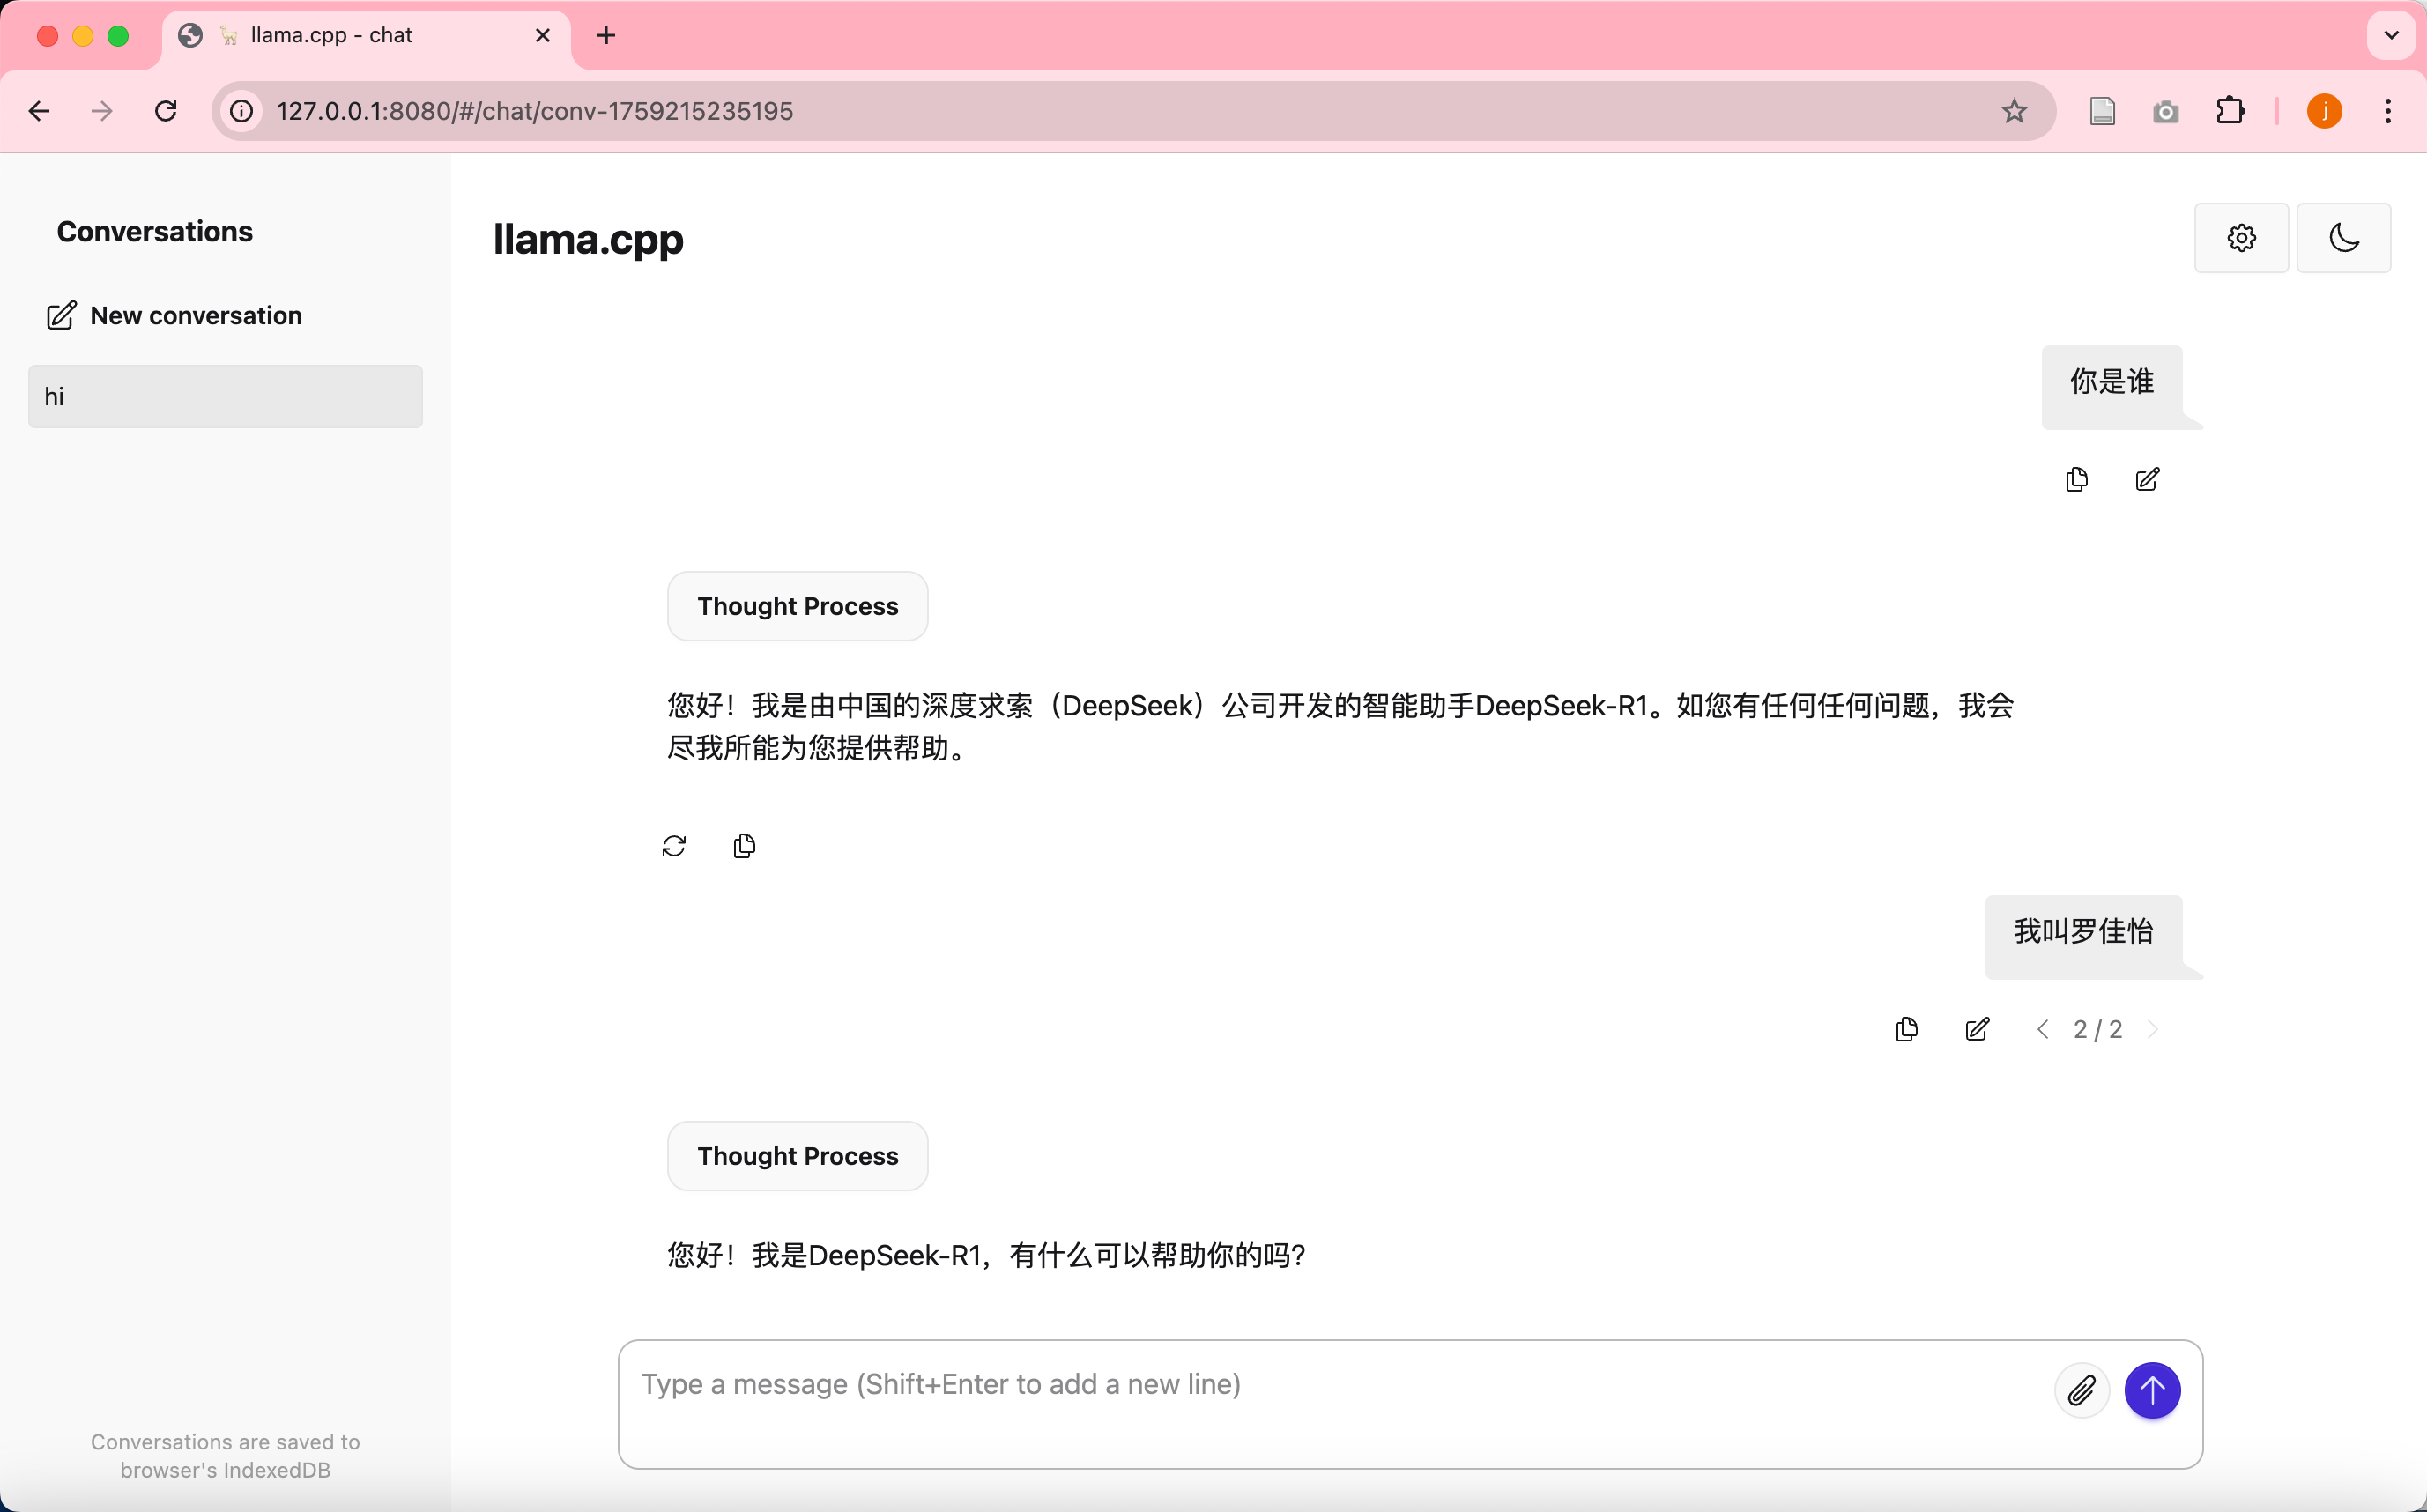 llama.cpp - chat
127.0.0.1:8080/#/chat/conv-1759215235195
j
Conversations
New conversation
hi
Conversations are saved to
browser's IndexedDB
llama.cpp
你是谁
Thought Process
您好！我是由中国的深度求索（DeepSeek）公司开发的智能助手DeepSeek-R1。如您有任何任何问题，我会
尽我所能为您提供帮助。
我叫罗佳怡
2 / 2
Thought Process
您好！我是DeepSeek-R1，有什么可以帮助你的吗？
Type a message (Shift+Enter to add a new line)